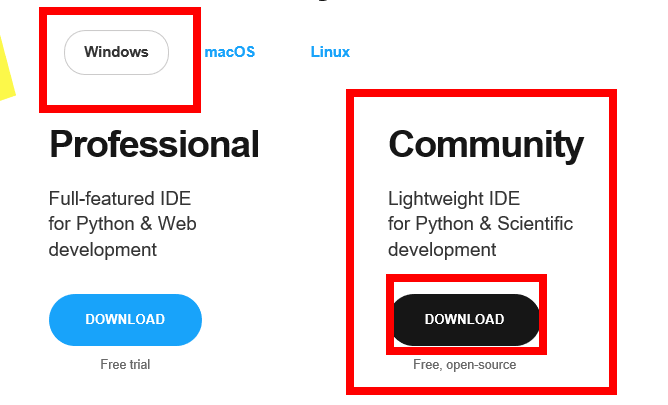 Windows
macOS
Linux
Professional
Full-featured IDE
for Python & Web
development
DOWNLOAD
Free trial
Community
Lightweight IDE
for Python & Scientific
development
DOWNLOAD
Free, open-source